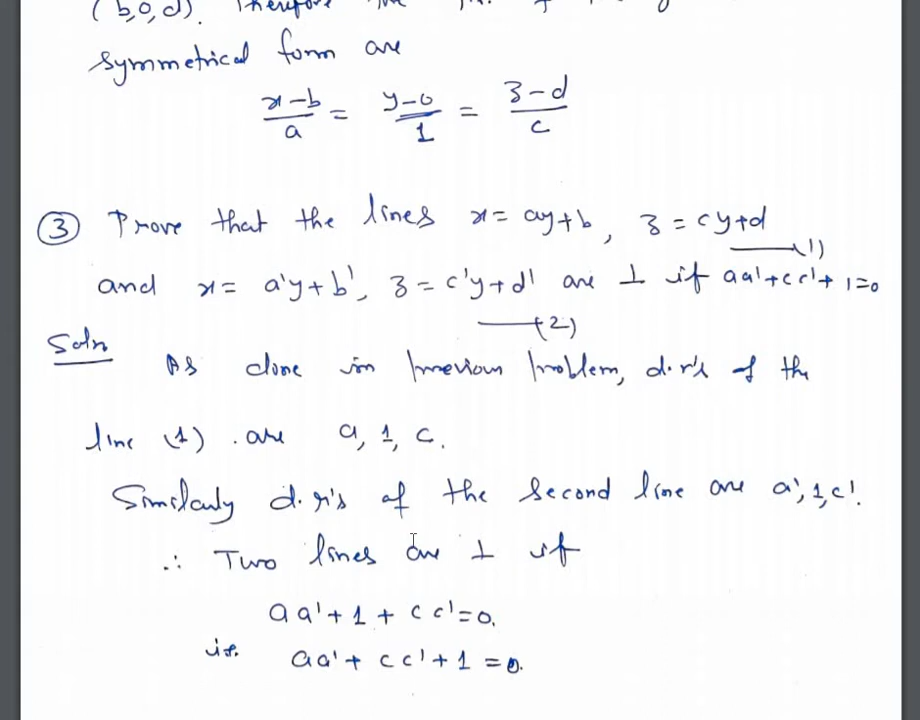 (b,0,d). Therefore the
symmetrical form are
x-b/a = y-0/1 = z-d/c
③ Prove that the lines x = ay+b, z = cy+d
——(1)
and x = a'y+b', z = c'y+d' are ⊥ if aa'+cc'+1=0
——(2)
Soln
As done in previous problem, d.r's of the
line (1) . are a, 1, c.
Similarly d.r's of the second line are a', 1, c'.
∴ Two lines are ⊥ if
aa'+1+cc'=0.
i.e. aa'+cc'+1=0.